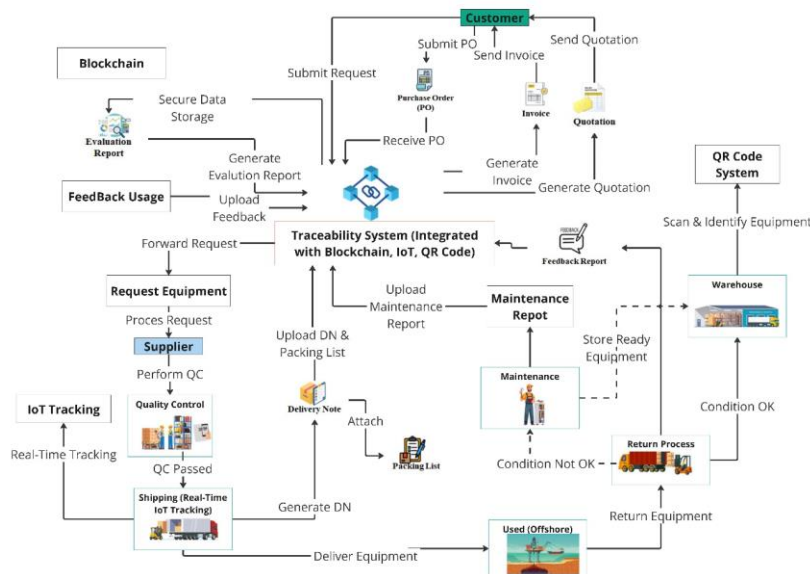 Customer
Submit PO
Send Invoice
Send Quotation
Blockchain
Submit Request
Purchase Order
(PO)
Invoice
Quotation
Secure Data
Storage
Evaluation
Report
Receive PO
Generate
Evalution Report
Generate
Invoice
Generate Quotation
QR Code
System
FeedBack Usage
Upload
Feedback
Scan & Identify Equipment
Traceability System (Integrated
with Blockchain, IoT, QR Code)
Forward Request
FEEDBACK
Feedback Report
Request Equipment
Upload
Maintenance
Report
Maintenance
Repot
Warehouse
Proces Request
Supplier
Upload DN &
Packing List
Store Ready
Equipment
Perform QC
Maintenance
IoT Tracking
Quality Control
Delivery Note
Attach
Condition OK
Real-Time Tracking
QC Passed
Packing List
Condition Not OK
Return Process
Shipping (Real-Time
IoT Tracking)
Generate DN
Used (Offshore)
Return Equipment
Deliver Equipment